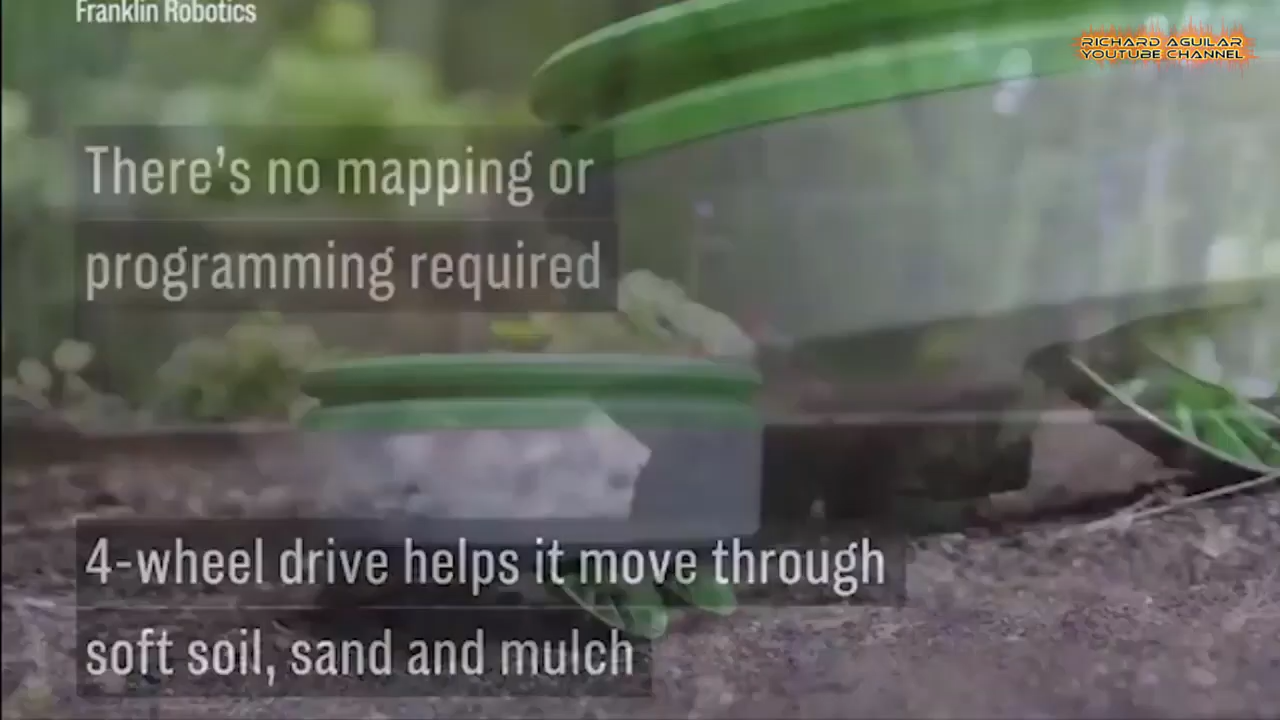 Franklin Robotics
RICHARD AGUILAR
YOUTUBE CHANNEL
There's no mapping or
programming required
4-wheel drive helps it move through
soft soil, sand and mulch